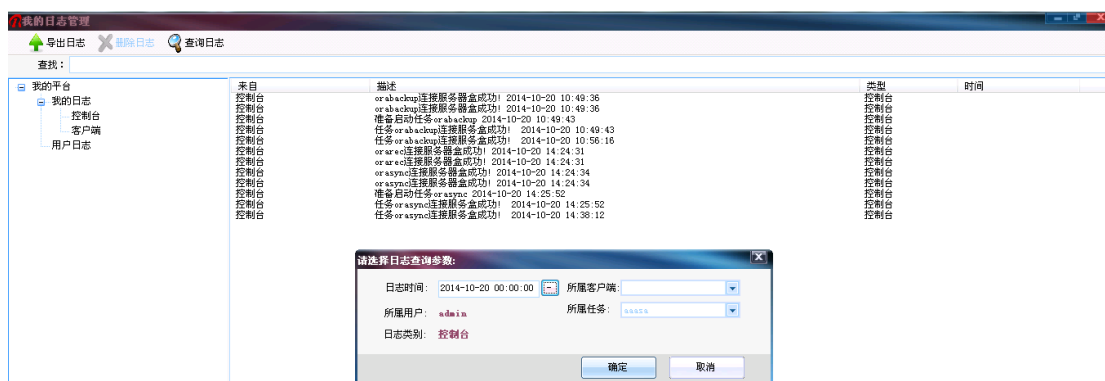 我的日志管理
导出日志 删除日志 查询日志
查找:
我的平台
我的日志
控制台
客户端
用户日志
来自 描述 类型 时间
控制台 orabackup连接服务器盒成功! 2014-10-20 10:49:36 控制台
控制台 orabackup连接服务器盒成功! 2014-10-20 10:49:36 控制台
控制台 准备启动任务orabackup 2014-10-20 10:49:43 控制台
控制台 任务orabackup连接服务盒成功! 2014-10-20 10:49:43 控制台
控制台 任务orabackup连接服务盒成功! 2014-10-20 10:56:16 控制台
控制台 orarec连接服务器盒成功! 2014-10-20 14:24:31 控制台
控制台 orarec连接服务器盒成功! 2014-10-20 14:24:31 控制台
控制台 orasync连接服务器盒成功! 2014-10-20 14:24:34 控制台
控制台 orasync连接服务器盒成功! 2014-10-20 14:24:34 控制台
控制台 准备启动任务orasync 2014-10-20 14:25:52 控制台
控制台 任务orasync连接服务盒成功! 2014-10-20 14:25:52 控制台
控制台 任务orasync连接服务盒成功! 2014-10-20 14:38:12 控制台
请选择日志查询参数:
日志时间: 2014-10-20 00:00:00 所属客户端:
所属用户: admin 所属任务:
日志类别: 控制台
确定 取消